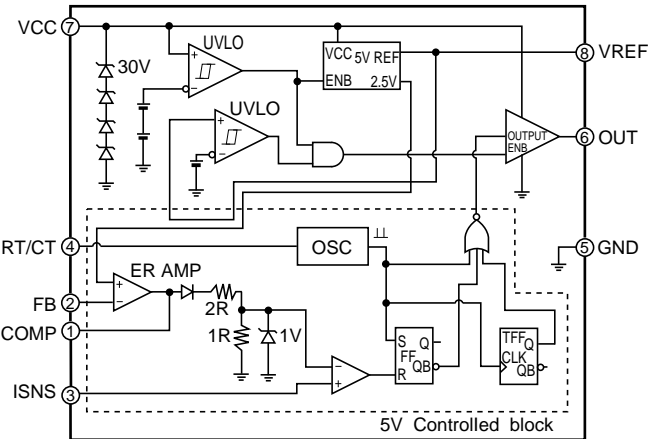 VCC 7
UVLO
30V
VCC 5V REF
ENB 2.5V
8 VREF
UVLO
OUTPUT
ENB
6 OUT
RT/CT 4
OSC
5 GND
ER AMP
FB 2
COMP 1
2R
1R
1V
S Q
FF
R QB
TFF Q
CLK
QB
ISNS 3
5V Controlled block
+
−
+
−
+
−
−
+